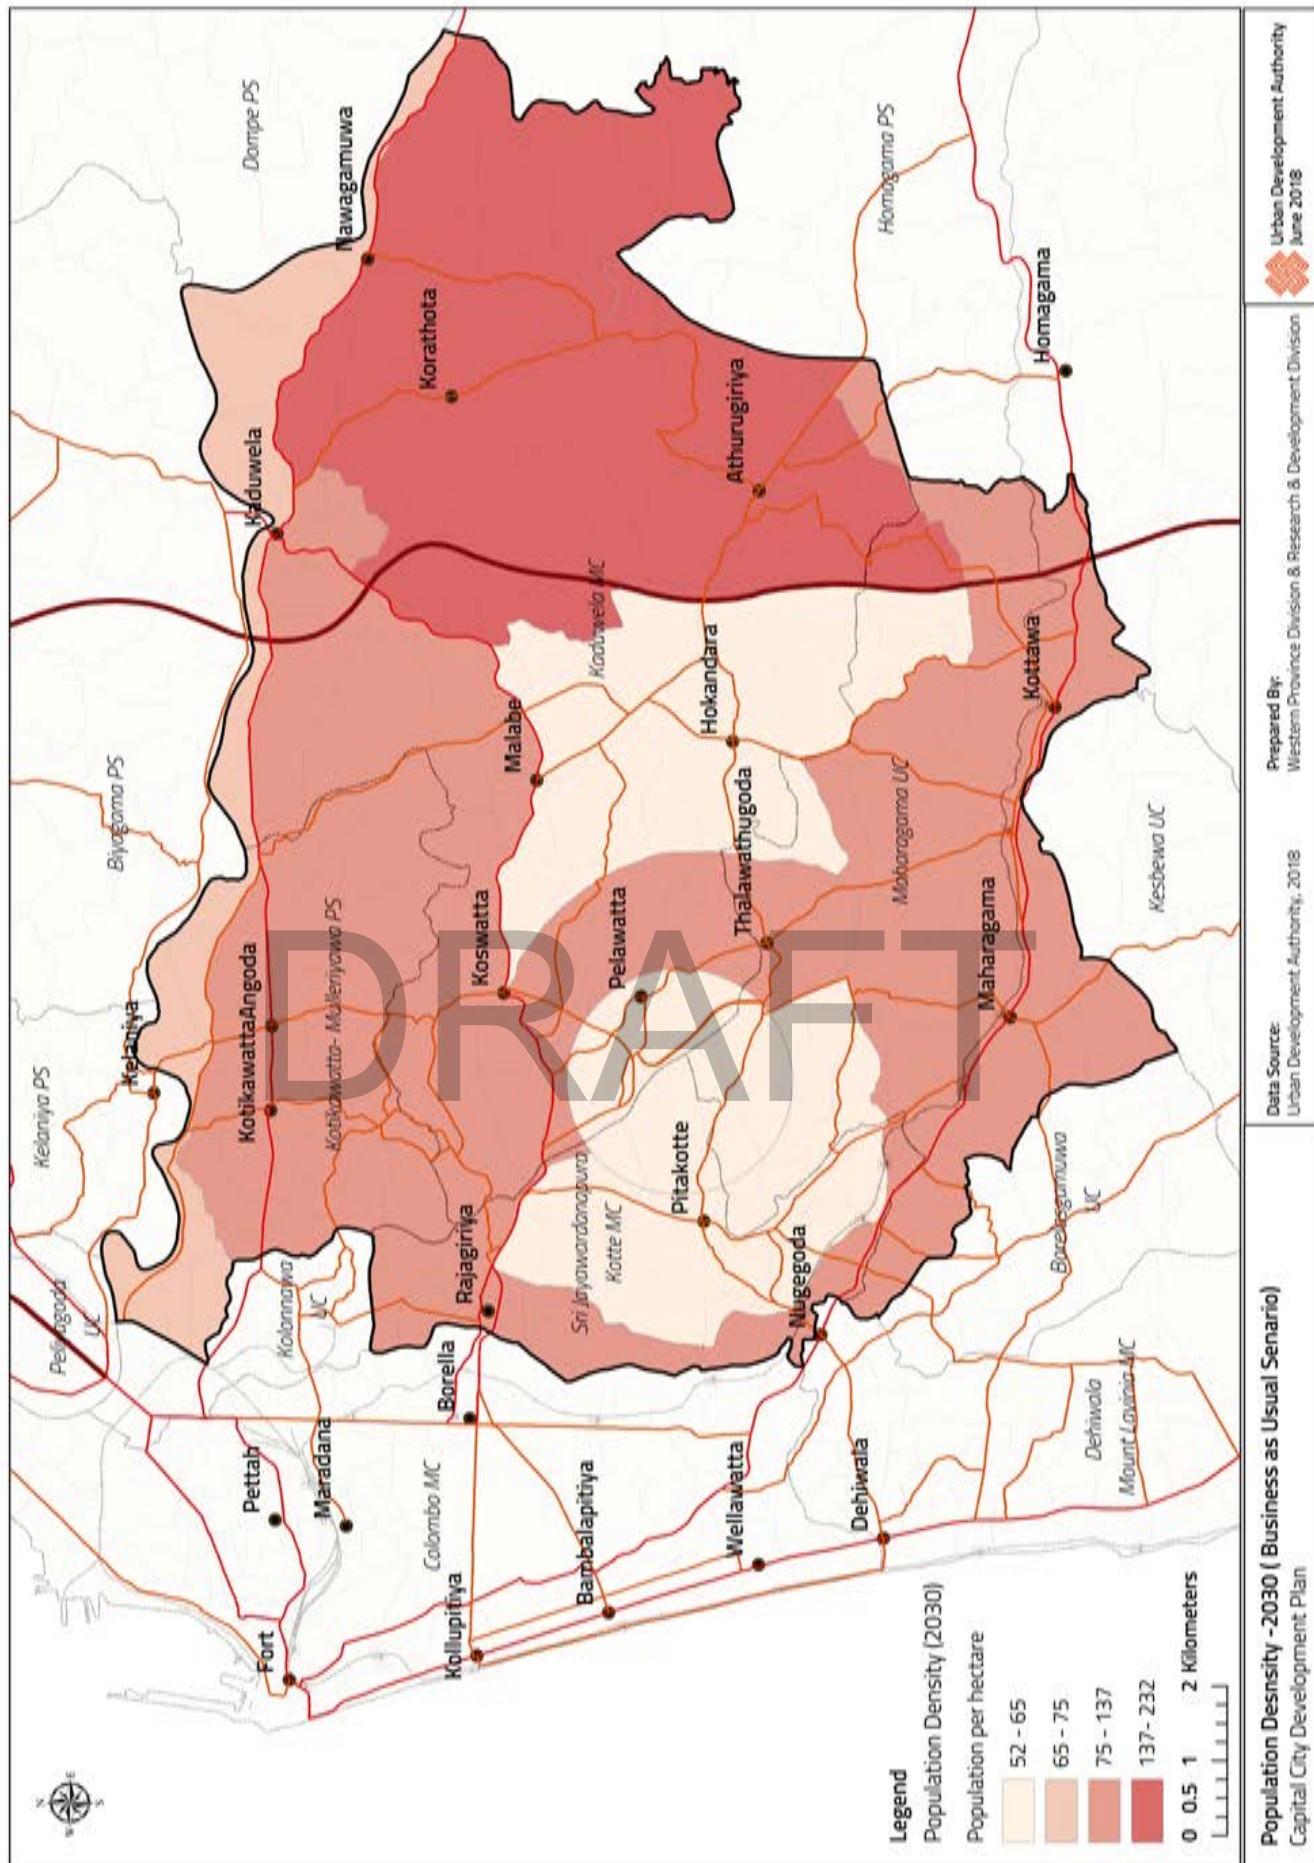 N
W
E
S
Dompe PS
Nawagamuwa
Korathota
Kaduwela
Biyagama PS
Kelaniya PS
Kelaniya
Peliyagoda
UC
Kotikawatta
Angoda
Kotikawatta- Mulleriyawa PS
Kolonnawa
UC
Pettah
Maradana
Fort
Rajagiriya
Borella
Koswatta
Malabe
Kaduwela MC
Colombo MC
Kollupitiya
Bambalapitiya
Sri Jayawardanapura
Kotte MC
Pelawatta
Pitakotte
Thalawathugoda
Hokandara
Athurugiriya
Homagama PS
Homagama
Wellawatta
Nugegoda
Dehiwala
Maharagama UC
Maharagama
Kottawa
Boralesgamuwa
UC
Kesbewa UC
Dehiwala
Mount Lavinia MC
DRAFT
Legend
Population Density (2030)
Population per hectare
52 - 65
65 - 75
75 - 137
137- 232
0 0.5 1 2 Kilometers
Population Desnsity -2030 ( Business as Usual Senario)
Capital City Development Plan
Data Source:
Urban Development Authority, 2018
Prepared By:
Western Province Division & Research & Development Division
Urban Development Authority
June 2018